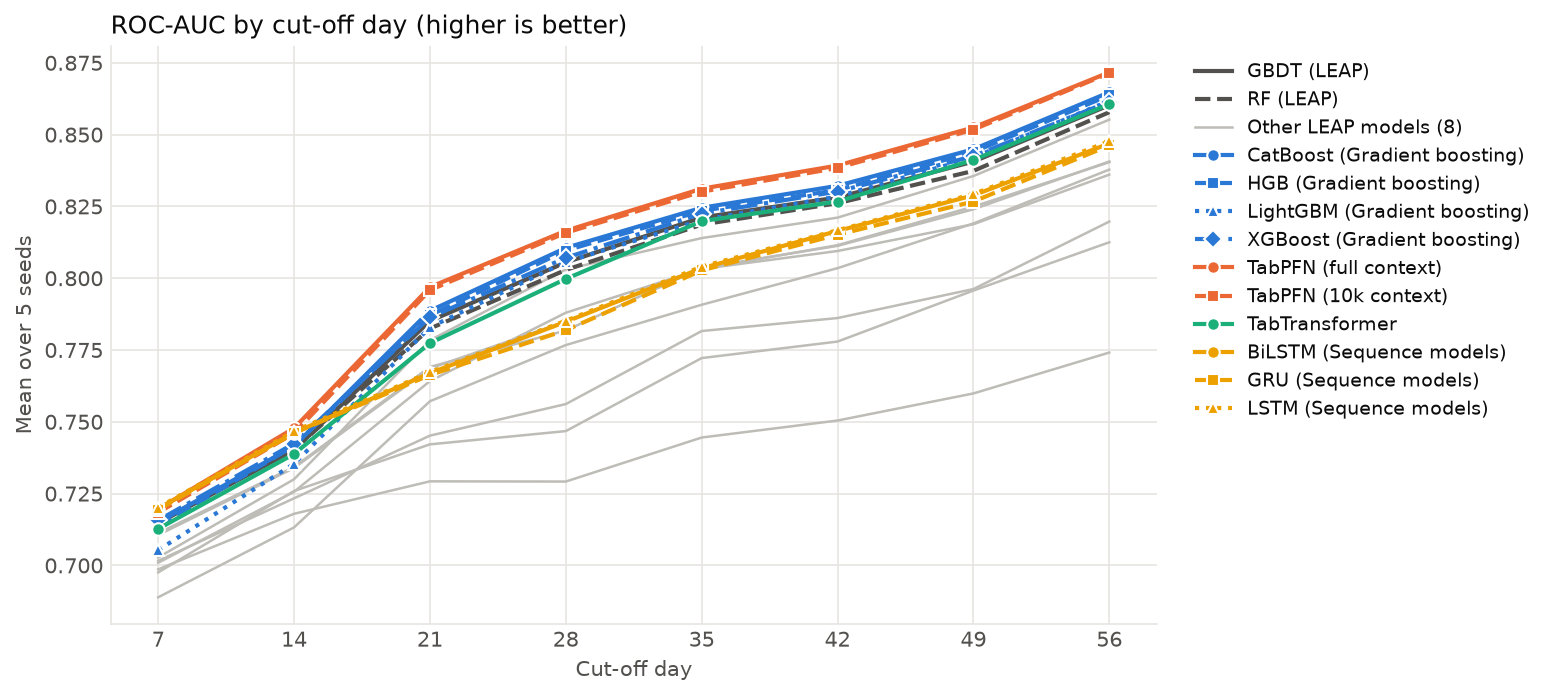 ROC-AUC by cut-off day (higher is better)
0.875
0.850
0.825
0.800
0.775
0.750
0.725
0.700
Mean over 5 seeds
7 14 21 28 35 42 49 56
Cut-off day
GBDT (LEAP)
RF (LEAP)
Other LEAP models (8)
CatBoost (Gradient boosting)
HGB (Gradient boosting)
LightGBM (Gradient boosting)
XGBoost (Gradient boosting)
TabPFN (full context)
TabPFN (10k context)
TabTransformer
BiLSTM (Sequence models)
GRU (Sequence models)
LSTM (Sequence models)